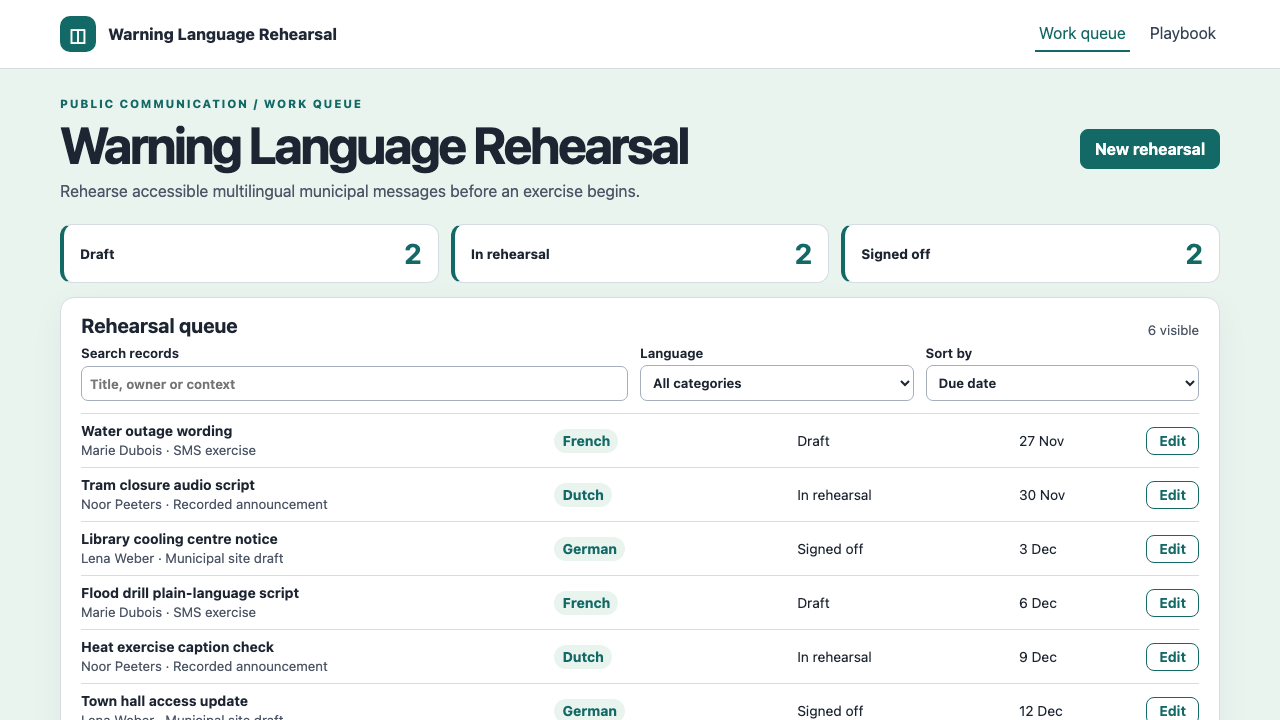 Warning Language Rehearsal
Work queue
Playbook
PUBLIC COMMUNICATION / WORK QUEUE
Warning Language Rehearsal
New rehearsal
Rehearse accessible multilingual municipal messages before an exercise begins.
Draft 2
In rehearsal 2
Signed off 2
Rehearsal queue
6 visible
Search records
Language
Sort by
Title, owner or context
All categories
Due date
Water outage wording
Marie Dubois · SMS exercise
French
Draft
27 Nov
Edit
Tram closure audio script
Noor Peeters · Recorded announcement
Dutch
In rehearsal
30 Nov
Edit
Library cooling centre notice
Lena Weber · Municipal site draft
German
Signed off
3 Dec
Edit
Flood drill plain-language script
Marie Dubois · SMS exercise
French
Draft
6 Dec
Edit
Heat exercise caption check
Noor Peeters · Recorded announcement
Dutch
In rehearsal
9 Dec
Edit
Town hall access update
Lena Weber · Municipal site draft
German
Signed off
12 Dec
Edit